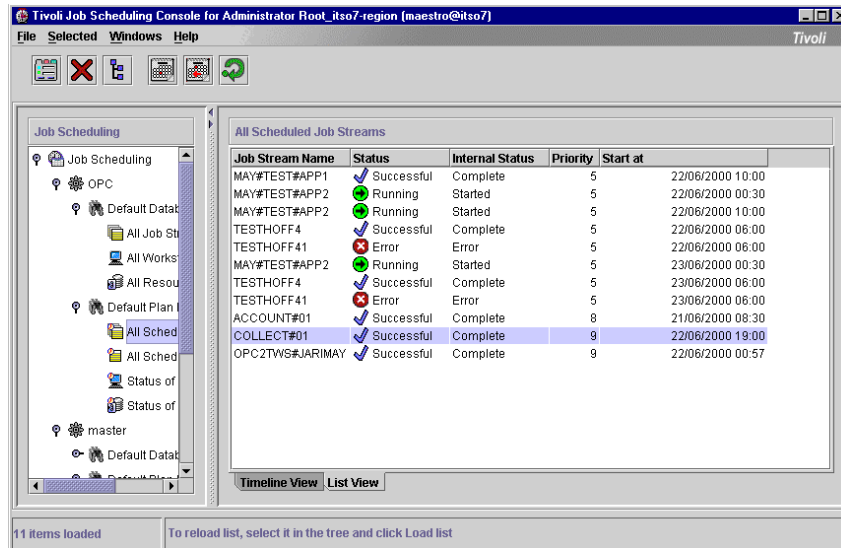 Tivoli Job Scheduling Console for Administrator Root_itso7-region (maestro@itso7)
File Selected Windows Help
Tivoli
Job Scheduling
Job Scheduling
OPC
Default Datab
All Job St
All Works
All Resou
Default Plan
All Sched
All Sched
Status of
Status of
master
Default Datab
Default Plan
All Scheduled Job Streams
Job Stream Name Status Internal Status Priority Start at
MAY#TEST#APP1 Successful Complete 5 22/06/2000 10:00
MAY#TEST#APP2 Running Started 5 22/06/2000 00:30
MAY#TEST#APP2 Running Started 5 22/06/2000 10:00
TESTHOFF4 Successful Complete 5 22/06/2000 06:00
TESTHOFF41 Error Error 5 22/06/2000 06:00
MAY#TEST#APP2 Running Started 5 23/06/2000 00:30
TESTHOFF4 Successful Complete 5 23/06/2000 06:00
TESTHOFF41 Error Error 5 23/06/2000 06:00
ACCOUNT#01 Successful Complete 8 21/06/2000 08:30
COLLECT#01 Successful Complete 9 22/06/2000 19:00
OPC2TWS#JARIMAY Successful Complete 9 22/06/2000 00:57
Timeline View List View
11 items loaded
To reload list, select it in the tree and click Load list